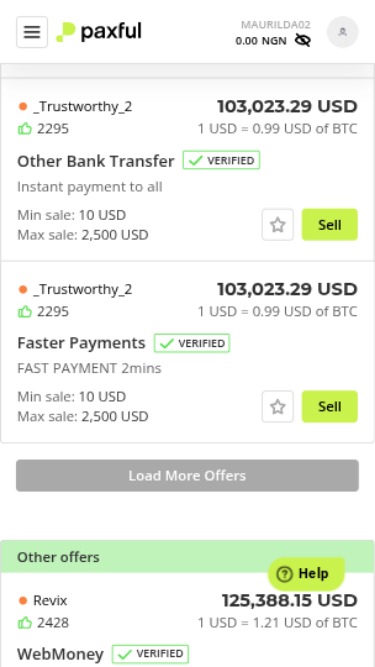 paxful
MAURILDA02
0.00 NGN
_Trustworthy_2
103,023.29 USD
2295
1 USD = 0.99 USD of BTC
Other Bank Transfer VERIFIED
Instant payment to all
Min sale: 10 USD
Max sale: 2,500 USD
Sell
_Trustworthy_2
103,023.29 USD
2295
1 USD = 0.99 USD of BTC
Faster Payments VERIFIED
FAST PAYMENT 2mins
Min sale: 10 USD
Max sale: 2,500 USD
Sell
Load More Offers
Other offers
Help
Revix
125,388.15 USD
2428
1 USD = 1.21 USD of BTC
WebMoney VERIFIED